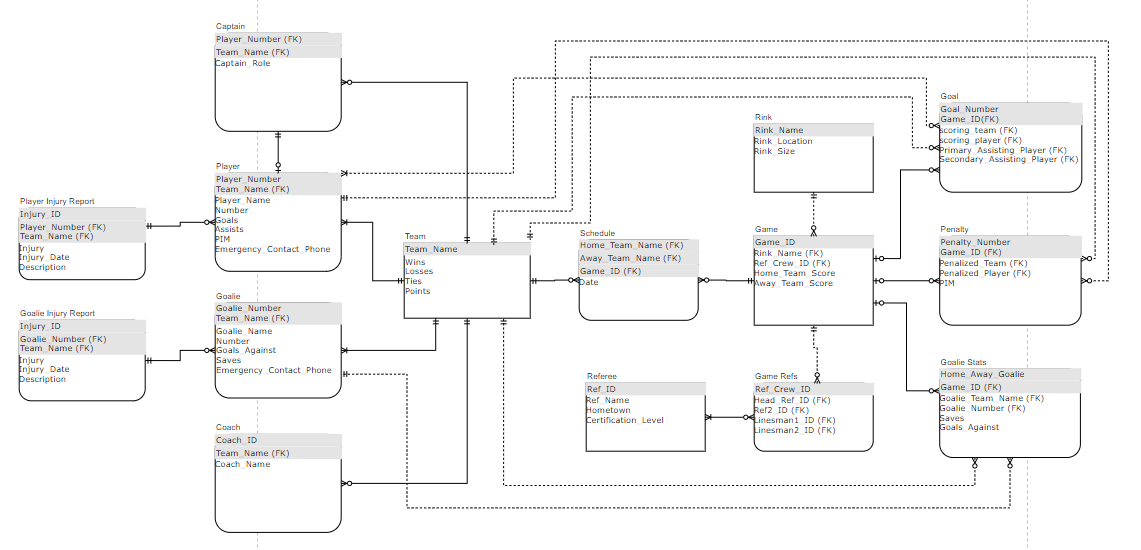 Captain
Player_Number (FK)
Team_Name (FK)
Captain_Role
Player
Player_Number
Team_Name (FK)
Player_Name
Number
Goals
Assists
PIM
Emergency_Contact_Phone
Player Injury Report
Injury_ID
Player_Number (FK)
Team_Name (FK)
Injury
Injury_Date
Description
Goalie
Goalie_Number
Team_Name (FK)
Goalie_Name
Number
Goals_Against
Saves
Emergency_Contact_Phone
Goalie Injury Report
Injury_ID
Goalie_Number (FK)
Team_Name (FK)
Injury
Injury_Date
Description
Coach
Coach_ID
Team_Name (FK)
Coach_Name
Team
Team_Name
Wins
Losses
Ties
Points
Schedule
Home_Team_Name (FK)
Away_Team_Name (FK)
Game_ID (FK)
Date
Rink
Rink_Name
Rink_Location
Rink_Size
Game
Game_ID
Rink_Name (FK)
Ref_Crew_ID (FK)
Home_Team_Score
Away_Team_Score
Referee
Ref_ID
Ref_Name
Hometown
Certification_Level
Game Refs
Ref_Crew_ID
Head_Ref_ID (FK)
Ref2_ID (FK)
Linesman1_ID (FK)
Linesman2_ID (FK)
Goal
Goal_Number
Game_ID(FK)
scoring_team (FK)
scoring_player (FK)
Primary_Assisting_Player (FK)
Secondary_Assisting_Player (FK)
Penalty
Penalty_Number
Game_ID (FK)
Penalized_Team (FK)
Penalized_Player (FK)
PIM
Goalie Stats
Home_Away_Goalie
Game_ID (FK)
Goalie_Team_Name (FK)
Goalie_Number (FK)
Saves
Goals_Against